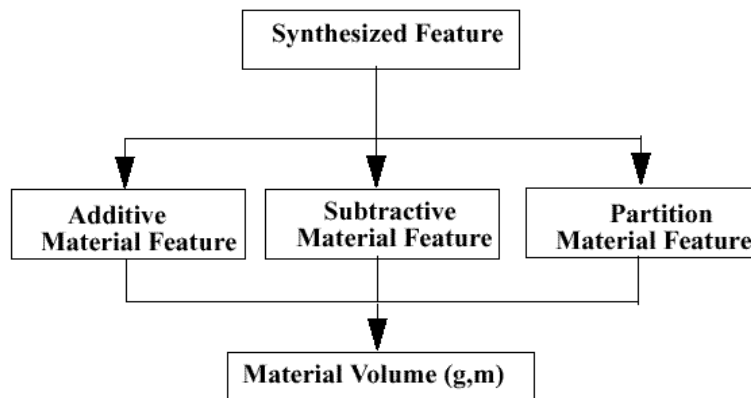 Synthesized Feature
Additive
Material Feature
Subtractive
Material Feature
Partition
Material Feature
Material Volume (g,m)